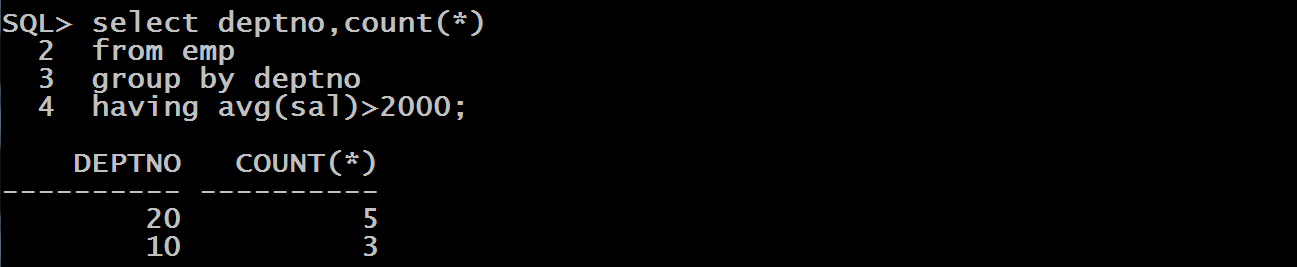 SQL> select deptno,count(*)
  2  from emp
  3  group by deptno
  4  having avg(sal)>2000;
    DEPTNO   COUNT(*)
---------- ----------
        20          5
        10          3